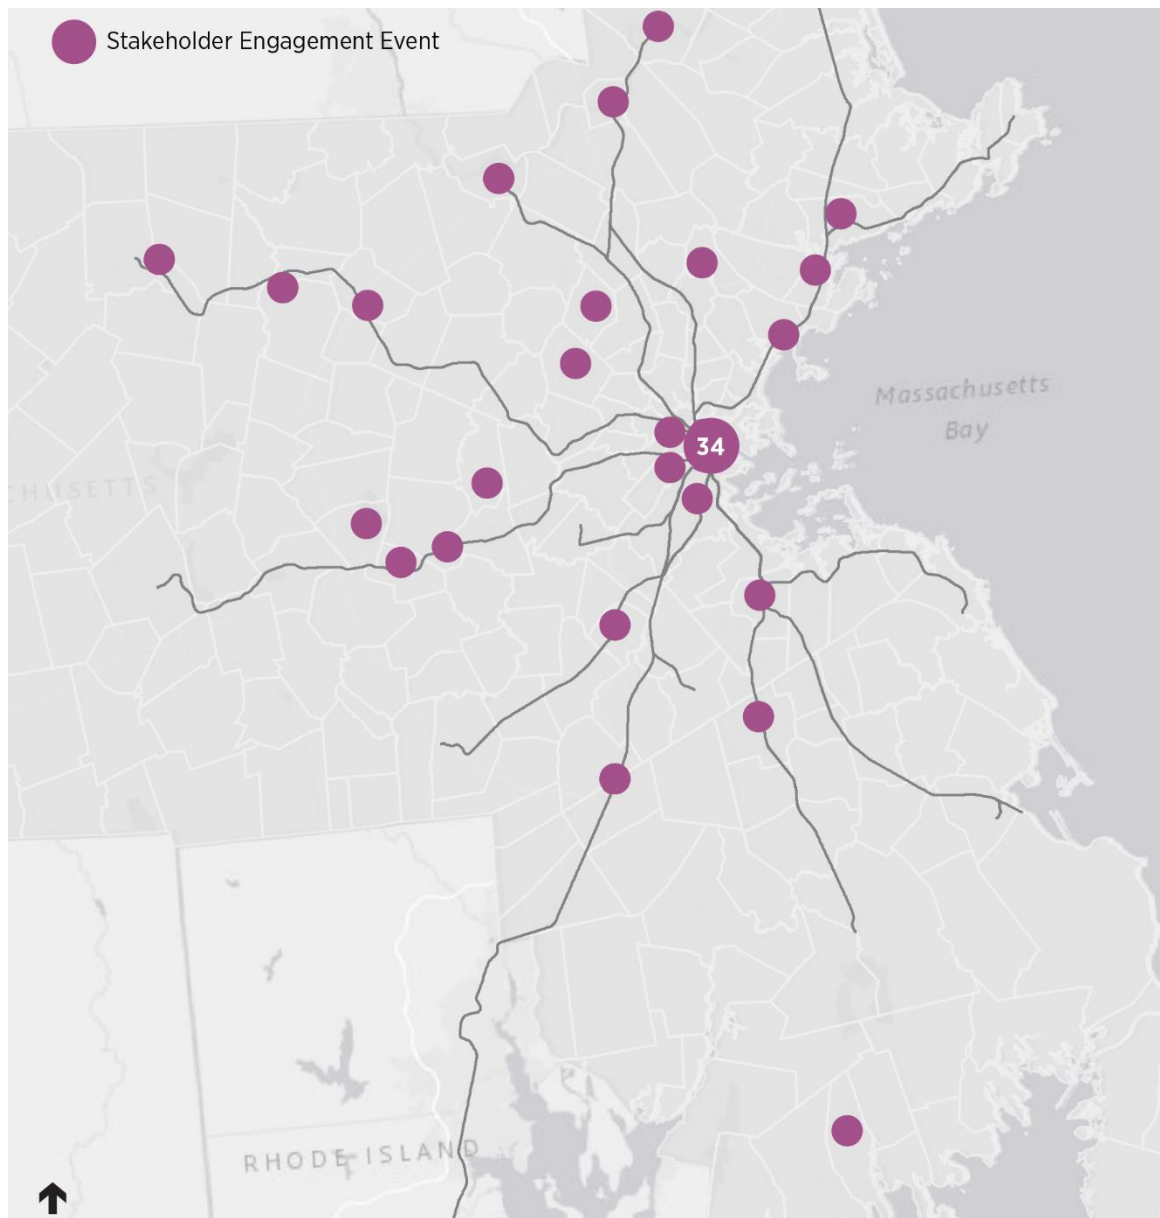 Stakeholder Engagement Event
Massachusetts
Bay
34
CHUSETTS
RHODE ISLAND